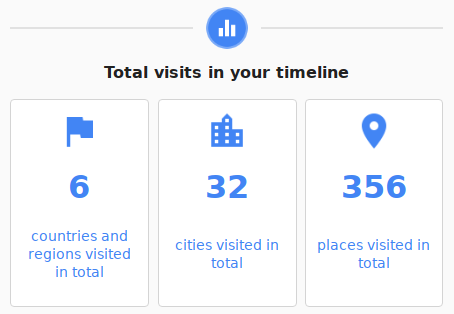 Total visits in your timeline
6
countries and
regions visited
in total
32
cities visited in
total
356
places visited in
total